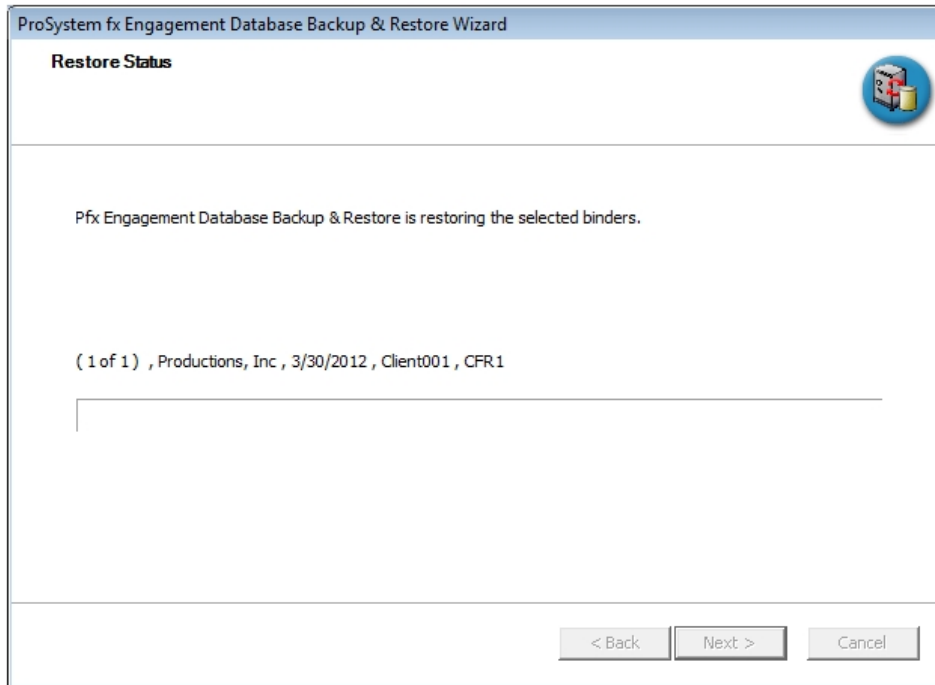 ProSystem fx Engagement Database Backup & Restore Wizard
Restore Status
Pfx Engagement Database Backup & Restore is restoring the selected binders.
( 1 of 1 ) , Productions, Inc , 3/30/2012 , Client001 , CFR1
< Back Next > Cancel